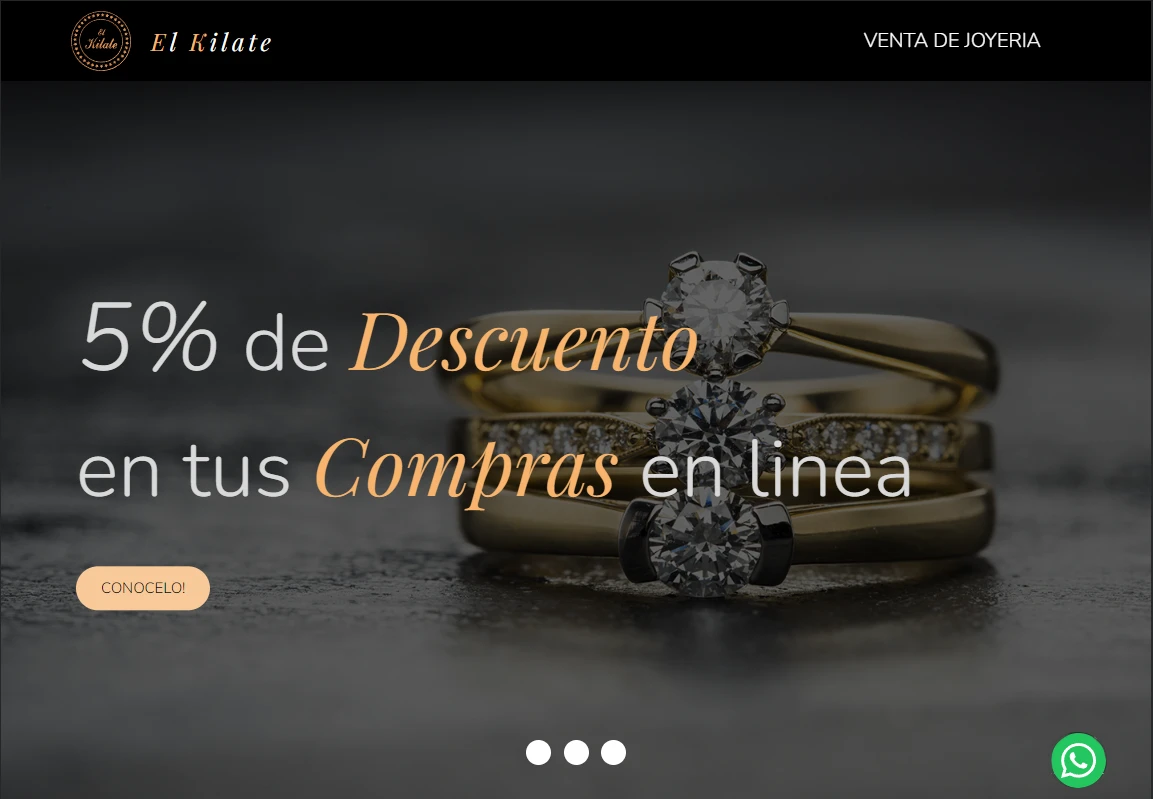 El Kilate
El Kilate
VENTA DE JOYERIA
5% de Descuento
en tus Compras en linea
CONOCELO!